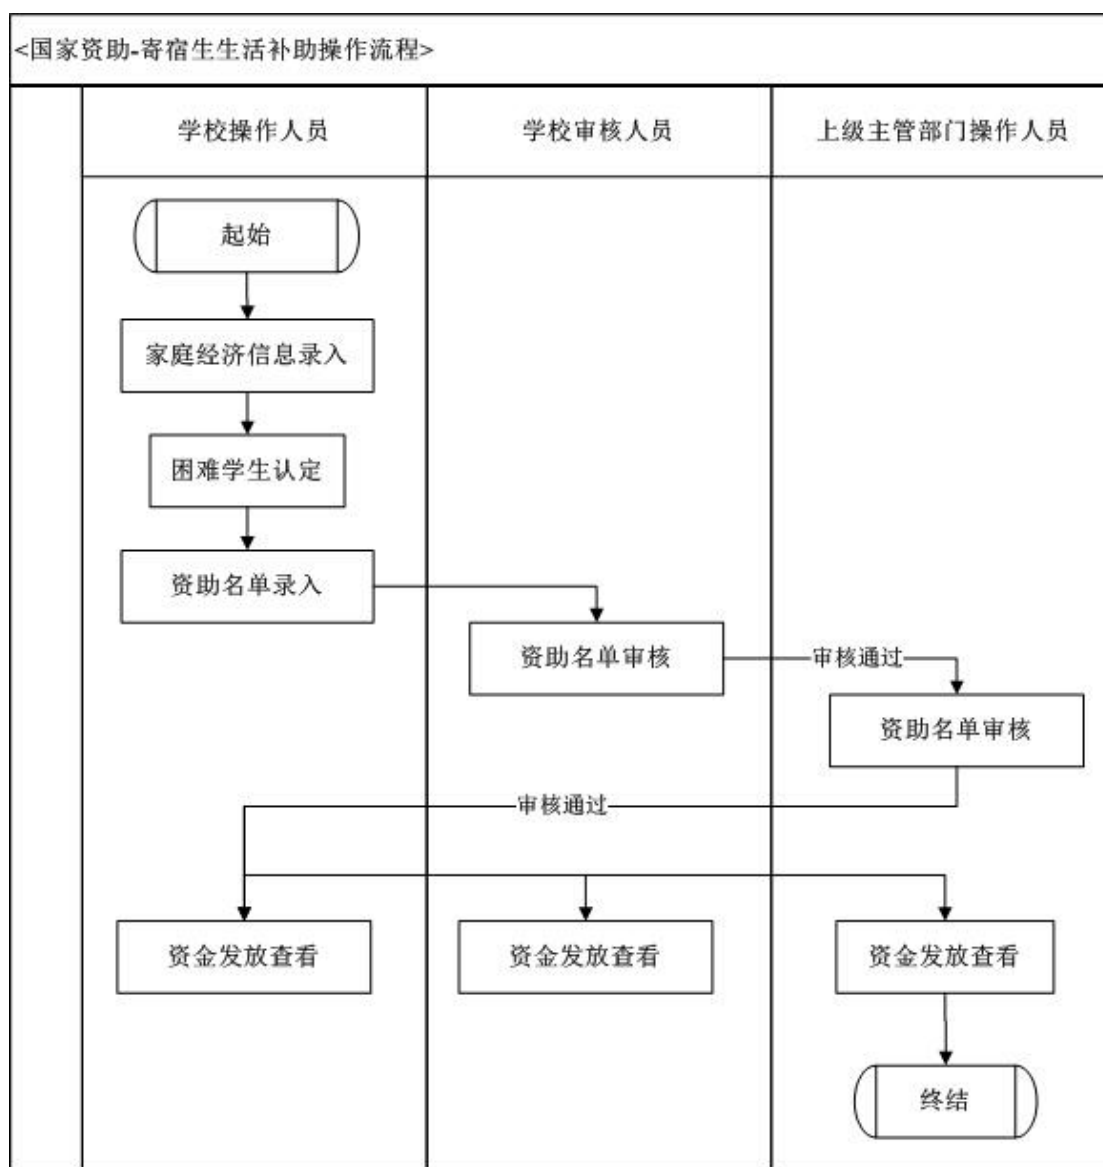 <国家资助-寄宿生生活补助操作流程>
学校操作人员
学校审核人员
上级主管部门操作人员
起始
家庭经济信息录入
困难学生认定
资助名单录入
资助名单审核
审核通过
资助名单审核
审核通过
资金发放查看
资金发放查看
资金发放查看
终结